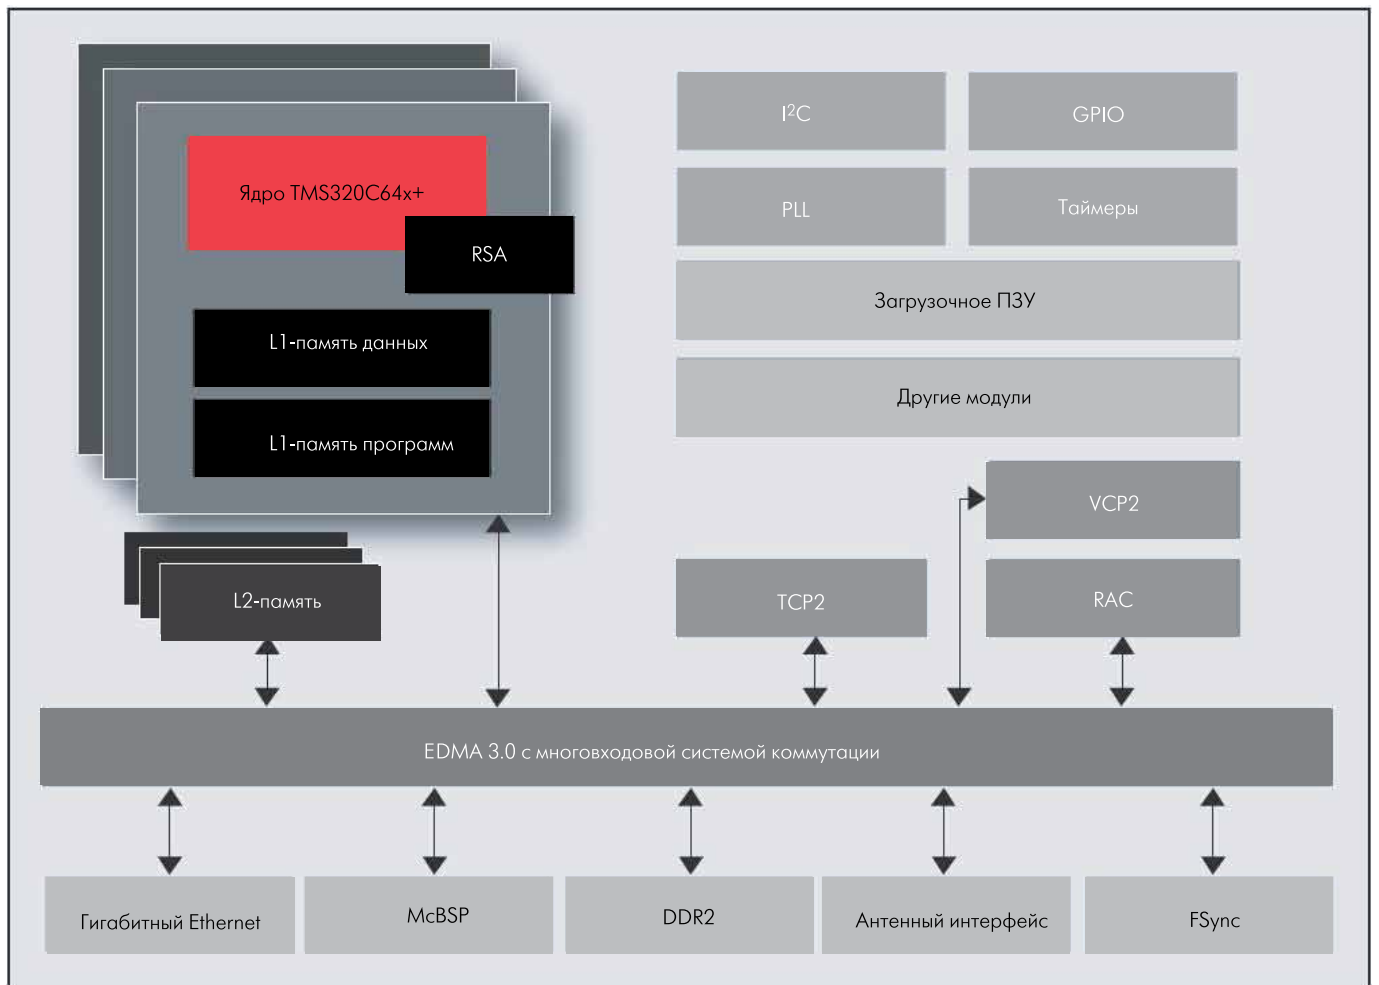 I²C
GPIO
Ядро TMS320C64x+
PLL
Таймеры
RSA
Загрузочное ПЗУ
L1-память данных
Другие модули
L1-память программ
VCP2
L2-память
TCP2
RAC
EDMA 3.0 с многовходовой системой коммутации
Гигабитный Ethernet
McBSP
DDR2
Антенный интерфейс
FSync